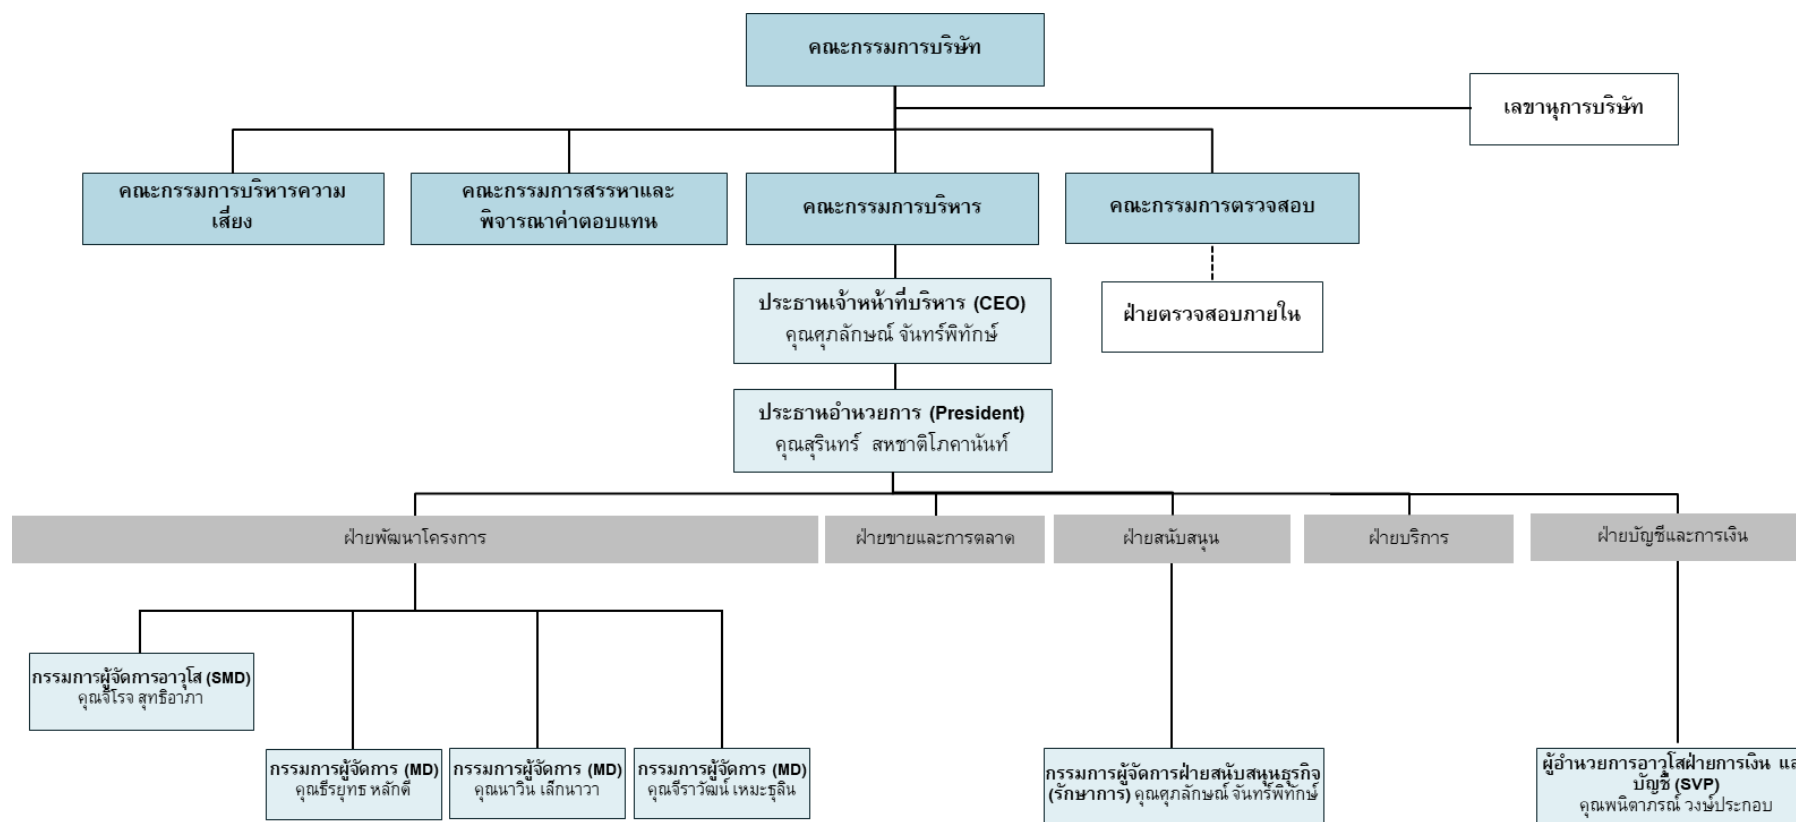 คณะกรรมการบริษัท
เลขานุการบริษัท
คณะกรรมการบริหารความ
เสี่ยง
คณะกรรมการสรรหาและ
พิจารณาค่าตอบแทน
คณะกรรมการบริหาร
คณะกรรมการตรวจสอบ
ประธานเจ้าหน้าที่บริหาร (CEO)
คุณศุภลักษณ์ จันทร์พิทักษ์
ฝ่ายตรวจสอบภายใน
ประธานอำนวยการ (President)
คุณสุรินทร์ สหชาติโภคานันท์
ฝ่ายพัฒนาโครงการ
ฝ่ายขายและการตลาด
ฝ่ายสนับสนุน
ฝ่ายบริการ
ฝ่ายบัญชีและการเงิน
กรรมการผู้จัดการอาวุโส (SMD)
คุณจิโรจ สุทธิอาภา
กรรมการผู้จัดการ (MD)
คุณธีรยุทธ หลักดี
กรรมการผู้จัดการ (MD)
คุณนาวิน เล็กนาวา
กรรมการผู้จัดการ (MD)
คุณจีราวัฒน์ เหมะธุลิน
กรรมการผู้จัดการฝ่ายสนับสนุนธุรกิจ
(รักษาการ) คุณศุภลักษณ์ จันทร์พิทักษ์
ผู้อำนวยการอาวุโสฝ่ายการเงิน
บัญชี (SVP)
คุณพนิตาภรณ์ วงษ์ประกอบ